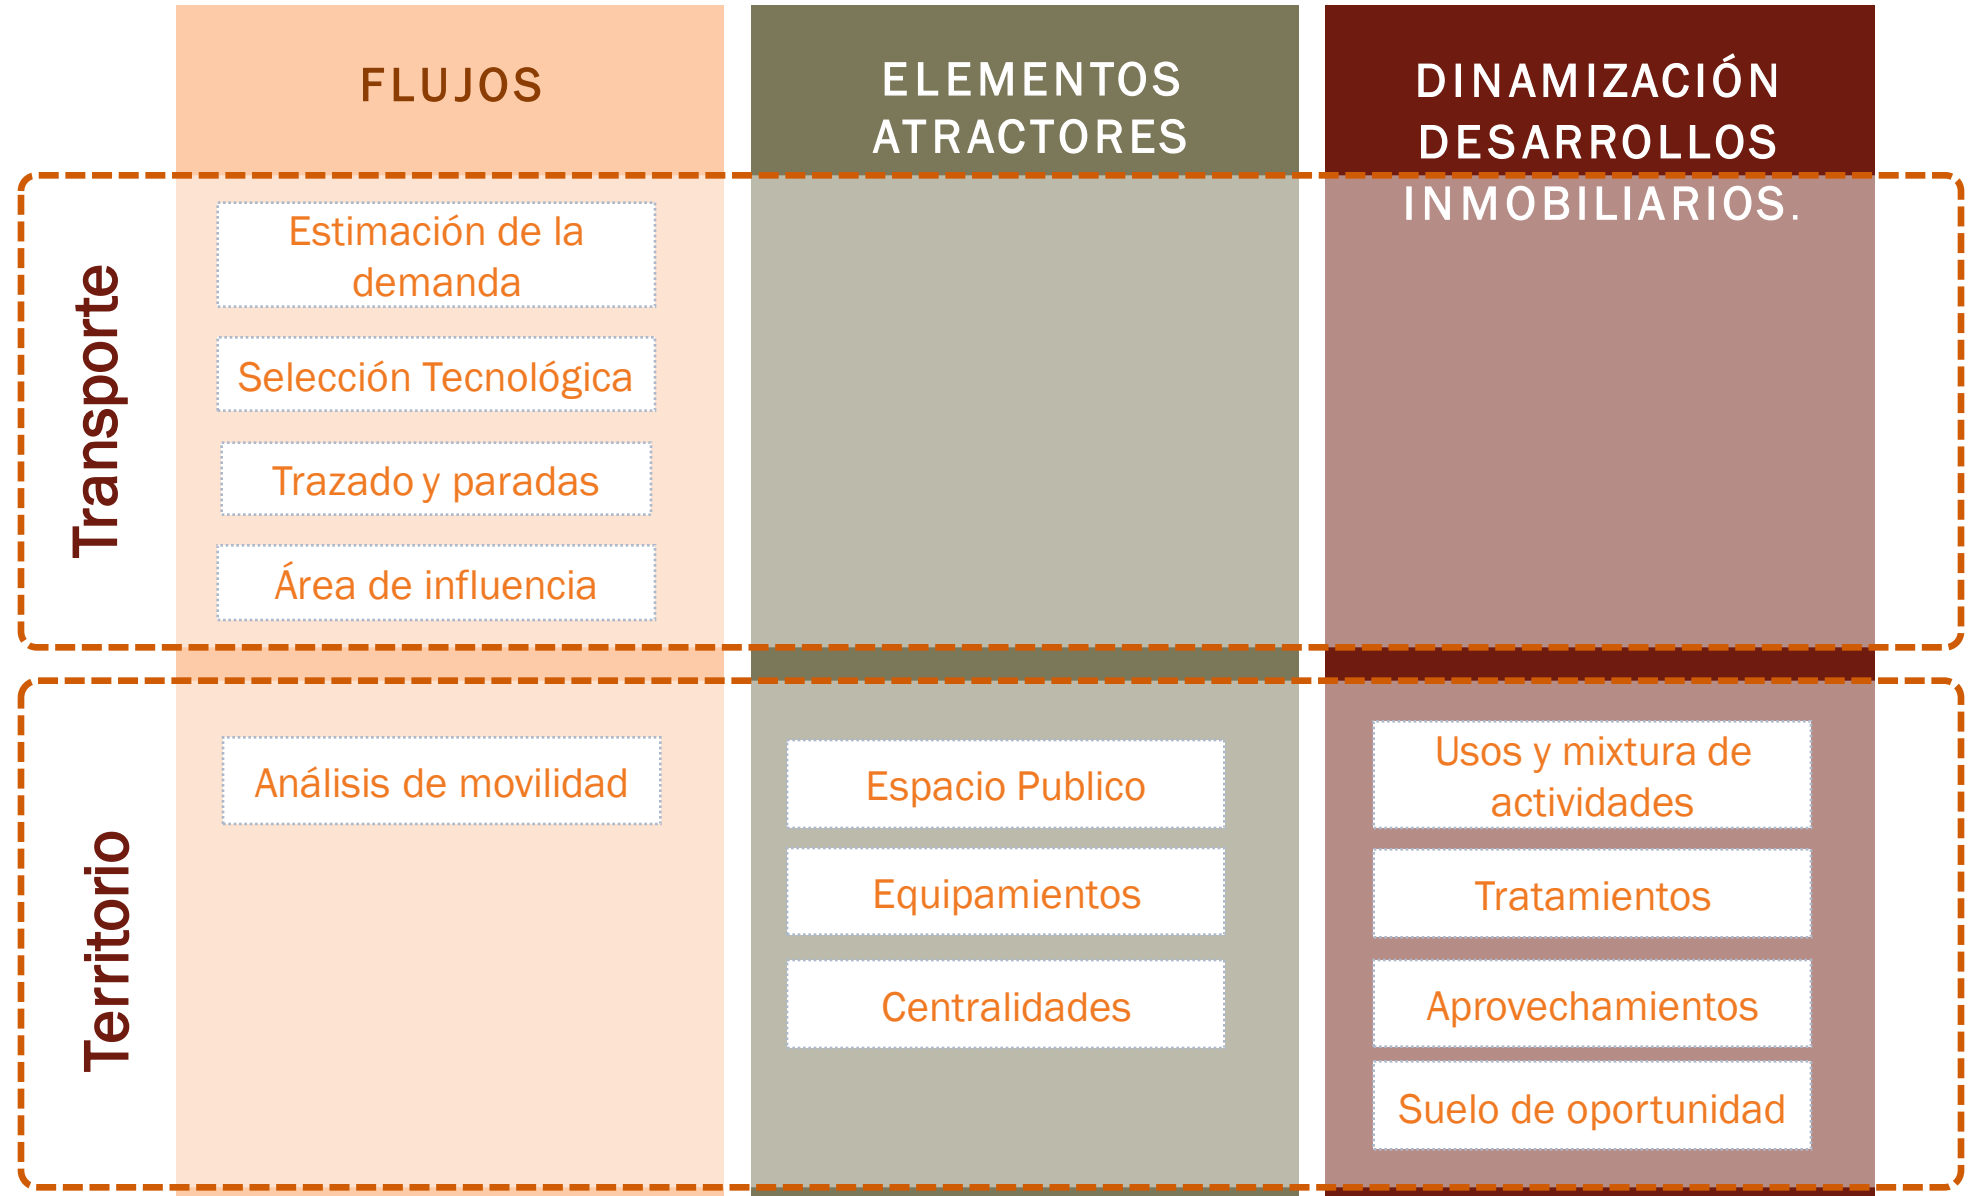 FLUJOS
ELEMENTOS
ATRACTORES
DINAMIZACIÓN
DESARROLLOS
INMOBILIARIOS.
Transporte
Estimación de la
demanda
Selección Tecnológica
Trazado y paradas
Área de influencia
Territorio
Análisis de movilidad
Espacio Publico
Equipamientos
Centralidades
Usos y mixtura de
actividades
Tratamientos
Aprovechamientos
Suelo de oportunidad